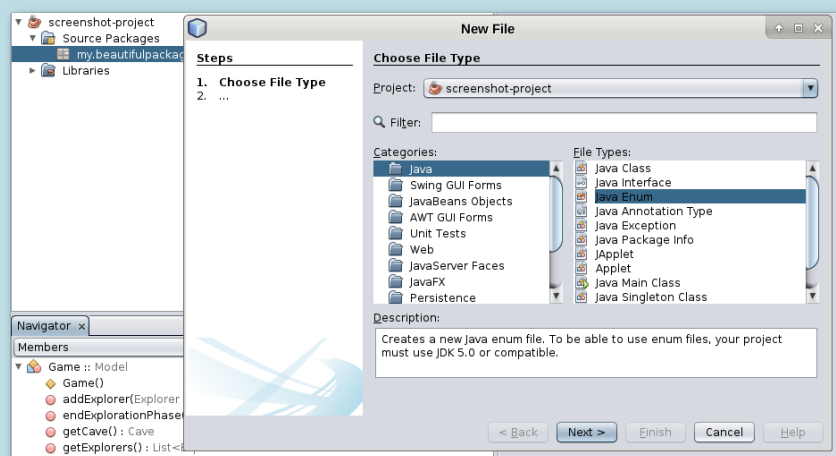 screenshot-project
Source Packages
my.beautifulpackag
Libraries
Navigator ×
Members
Game :: Model
Game()
addExplorer(Explorer
endExplorationPhase(
getCave() : Cave
getExplorers() : List<E
New File
Steps
1. Choose File Type
2. ...
Choose File Type
Project: screenshot-project
Filter:
Categories:
Java
Swing GUI Forms
JavaBeans Objects
AWT GUI Forms
Unit Tests
Web
JavaServer Faces
JavaFX
Persistence
File Types:
Java Class
Java Interface
Java Enum
Java Annotation Type
Java Exception
Java Package Info
JApplet
Applet
Java Main Class
Java Singleton Class
Description:
Creates a new Java enum file. To be able to use enum files, your project
must use JDK 5.0 or compatible.
< Back Next > Finish Cancel Help